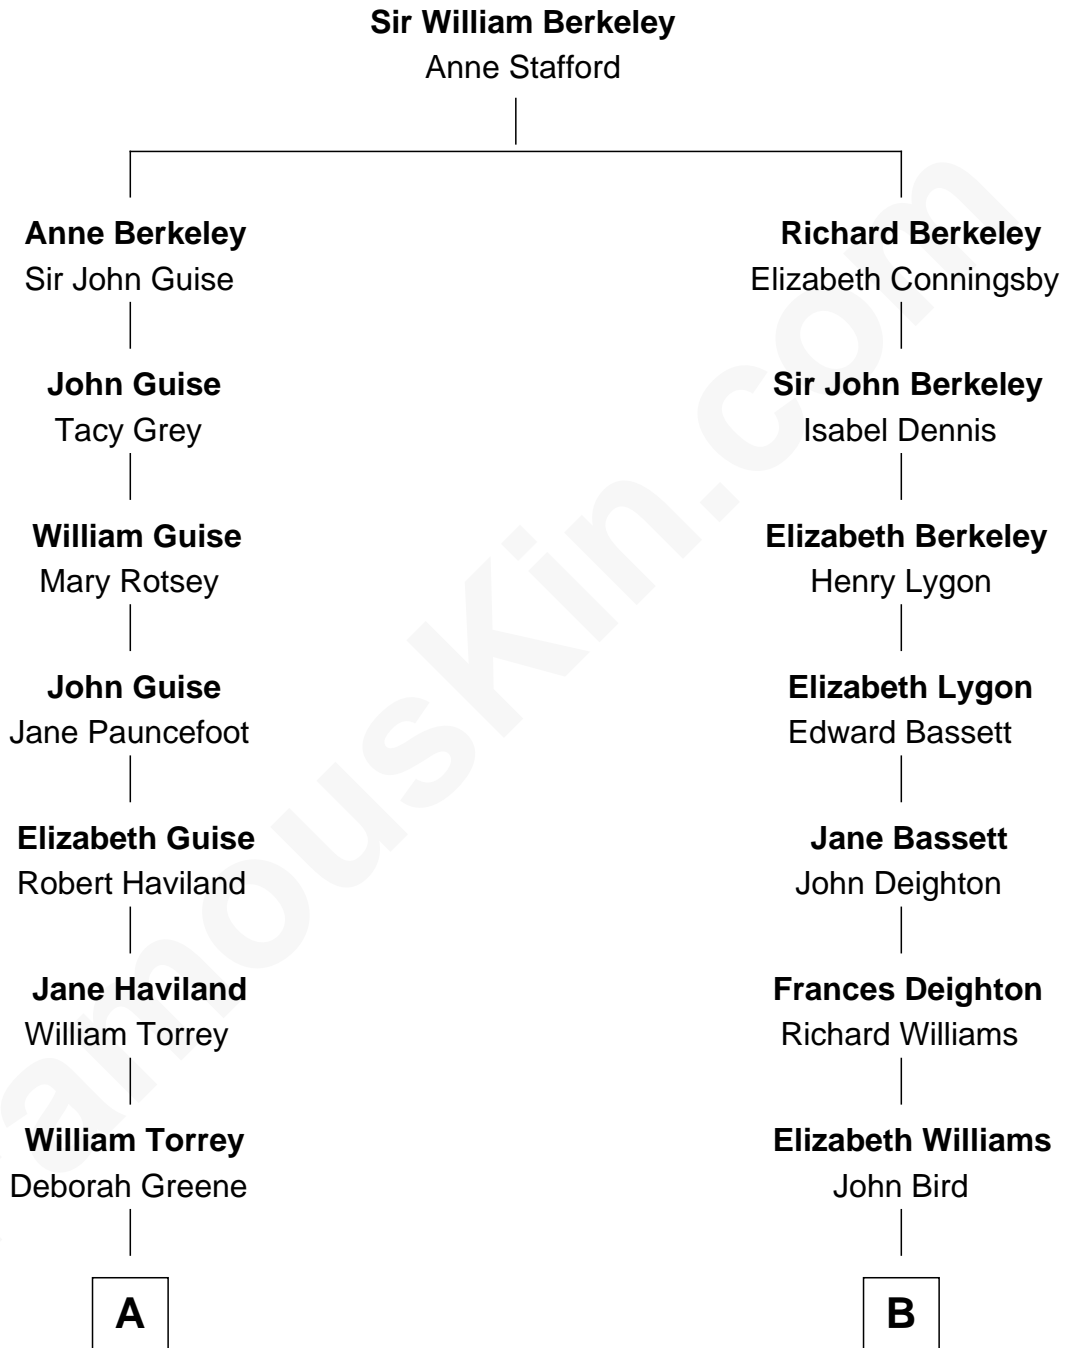 Sir William Berkeley
Anne Stafford
Anne Berkeley
Sir John Guise
Richard Berkeley
Elizabeth Conningsby
John Guise
Tacy Grey
Sir John Berkeley
Isabel Dennis
William Guise
Mary Rotsey
Elizabeth Berkeley
Henry Lygon
John Guise
Jane Pauncefoot
Elizabeth Lygon
Edward Bassett
Elizabeth Guise
Robert Haviland
Jane Bassett
John Deighton
Jane Haviland
William Torrey
Frances Deighton
Richard Williams
William Torrey
Deborah Greene
Elizabeth Williams
John Bird
A
B
amouskin.com